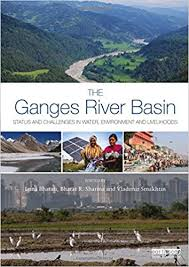 THE
Ganges River Basin
STATUS AND CHALLENGES IN WATER, ENVIRONMENT AND LIVELIHOODS
EDITED BY
Luna Bharati, Bharat R. Sharma and Vladimir Smakhtin